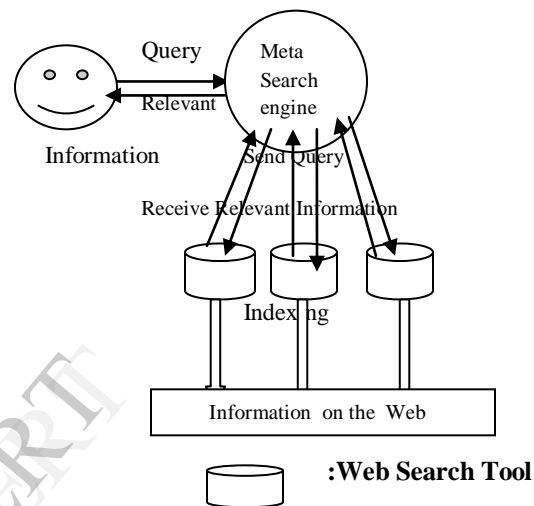 Query
Meta
Search
engine
Relevant
Information
Send Query
Receive Relevant Information
Indexing
Information on the Web
:Web Search Tool
ERT